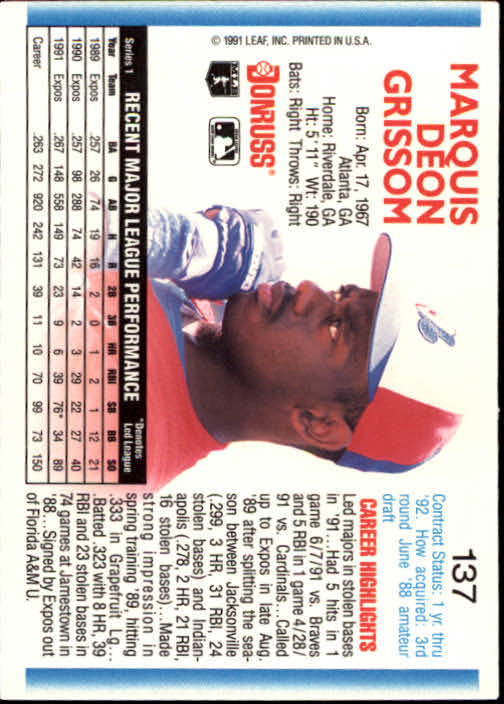 137
MARQUIS
DÉON
GRISSOM
Born: Apr. 17, 1967
Atlanta, GA
Home: Riverdale, GA
Ht: 5' 11" Wt: 190
Bats: Right Throws: Right
DONRUSS®
© 1991 LEAF, INC. PRINTED IN U.S.A.
Contract Status: 1 yr. thru
'92. How acquired: 3rd
round June '88 amateur
draft
CAREER HIGHLIGHTS
Led majors in stolen bases
in '91...Had 5 hits in 1
game 6/7/91 vs. Braves
and 5 RBI in 1 game 4/28/
91 vs. Cardinals...Called
up to Expos in late Aug.
'89 after splitting the sea-
son between Jacksonville
(.299, 3 HR, 31 RBI, 24
stolen bases) and Indian-
apolis (.278, 2 HR, 21 RBI,
16 stolen bases)...Made
strong impression in
spring training '89, hitting
.333 in Grapefruit Lg...
Batted .323 with 8 HR, 39
RBI and 23 stolen bases in
74 games at Jamestown in
'88...Signed by Expos out
of Florida A&M U.
Series 1 RECENT MAJOR LEAGUE PERFORMANCE *Denotes
Led League
Year Team BA G AB H R 2B 3B HR RBI SB BB SO
1989 Expos .257 26 74 19 16 2 0 1 2 1 12 21
1990 Expos .257 98 288 74 42 14 2 3 29 22 27 40
1991 Expos .267 148 558 149 73 23 9 6 39 76* 34 89
Career .263 272 920 242 131 39 11 10 70 99 73 150